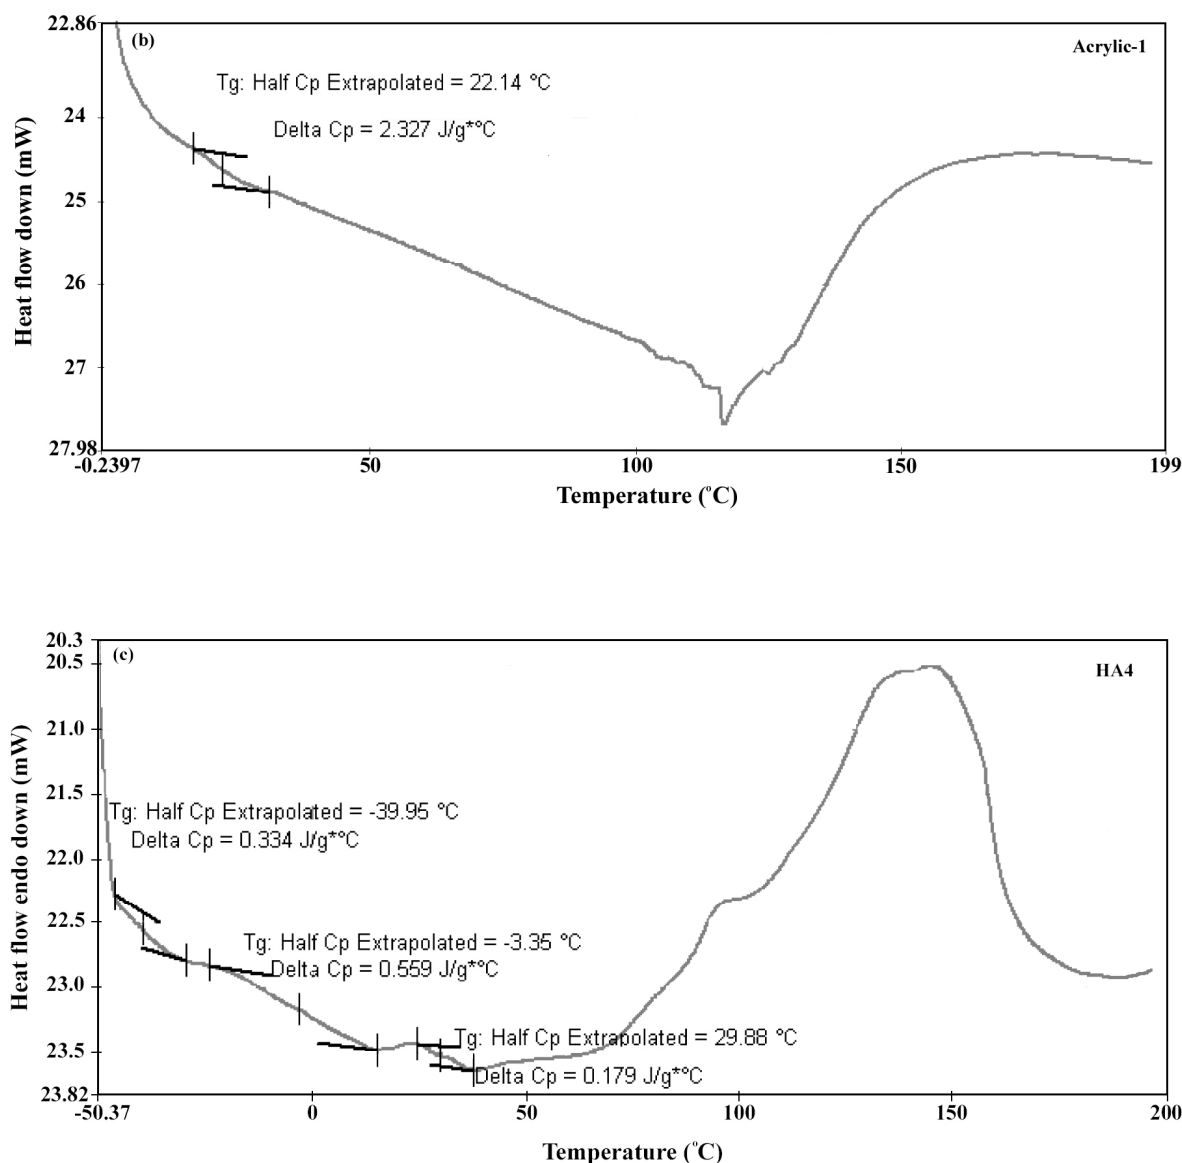 22.86
(b)
Acrylic-1
Tg: Half Cp Extrapolated = 22.14 °C
Delta Cp = 2.327 J/g*°C
24
25
26
27
27.98
-0.2397
50
100
150
199
Heat flow down (mW)
Temperature (°C)
20.3
20.5
(c)
HA4
21.0
21.5
Tg: Half Cp Extrapolated = -39.95 °C
Delta Cp = 0.334 J/g*°C
22.0
22.5
Tg: Half Cp Extrapolated = -3.35 °C
Delta Cp = 0.559 J/g*°C
23.0
Tg: Half Cp Extrapolated = 29.88 °C
23.5
Delta Cp = 0.179 J/g*°C
23.82
-50.37
0
50
100
150
200
Heat flow endo down (mW)
Temperature (°C)